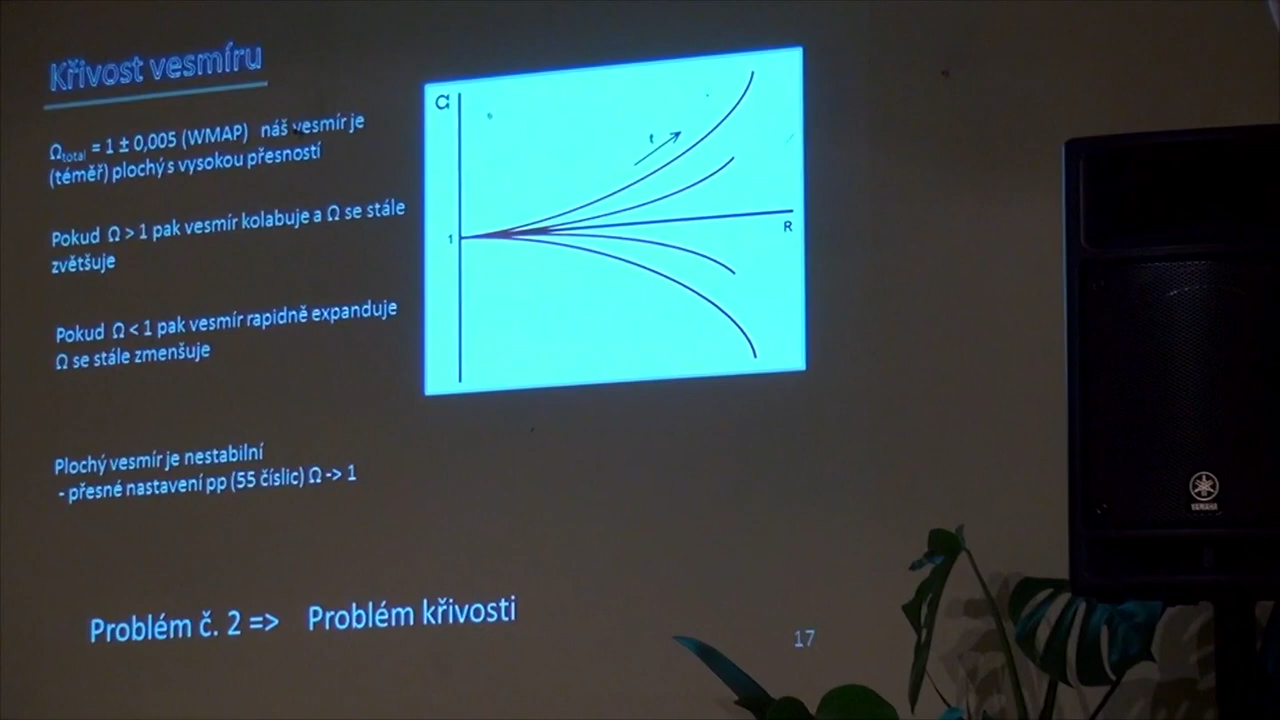 Křivost vesmíru
Ωtotal = 1 ± 0,005 (WMAP) náš vesmír je
(téměř) plochý s vysokou přesností
Pokud Ω > 1 pak vesmír kolabuje a Ω se stále
zvětšuje
Pokud Ω < 1 pak vesmír rapidně expanduje
Ω se stále zmenšuje
Plochý vesmír je nestabilní
- přesné nastavení pp (55 číslic) Ω -> 1
Problém č. 2 => Problém křivosti
Ω
t
1
R
17
YAMAHA